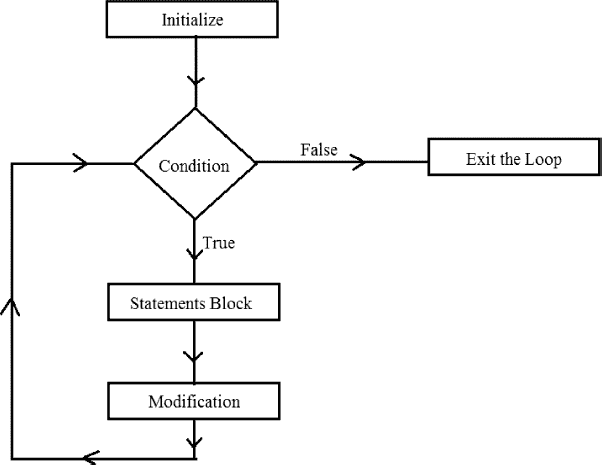 Initialize
Condition
False
Exit the Loop
True
Statements Block
Modification